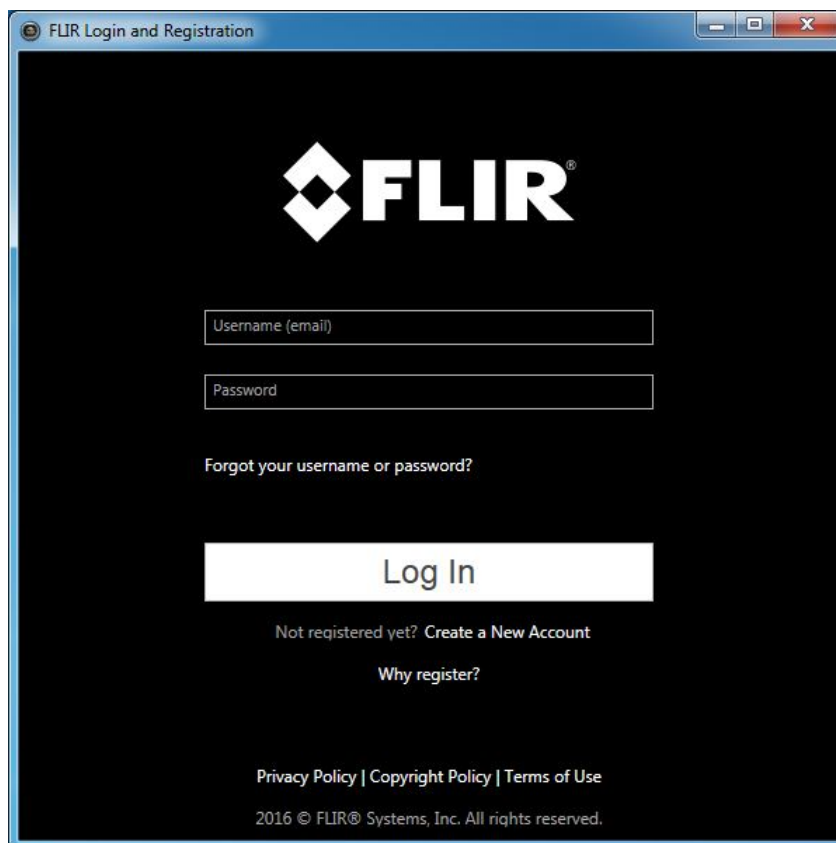 FLIR Login and Registration
FLIR®
Username (email)
Password
Forgot your username or password?
Log In
Not registered yet? Create a New Account
Why register?
Privacy Policy | Copyright Policy | Terms of Use
2016 © FLIR® Systems, Inc. All rights reserved.